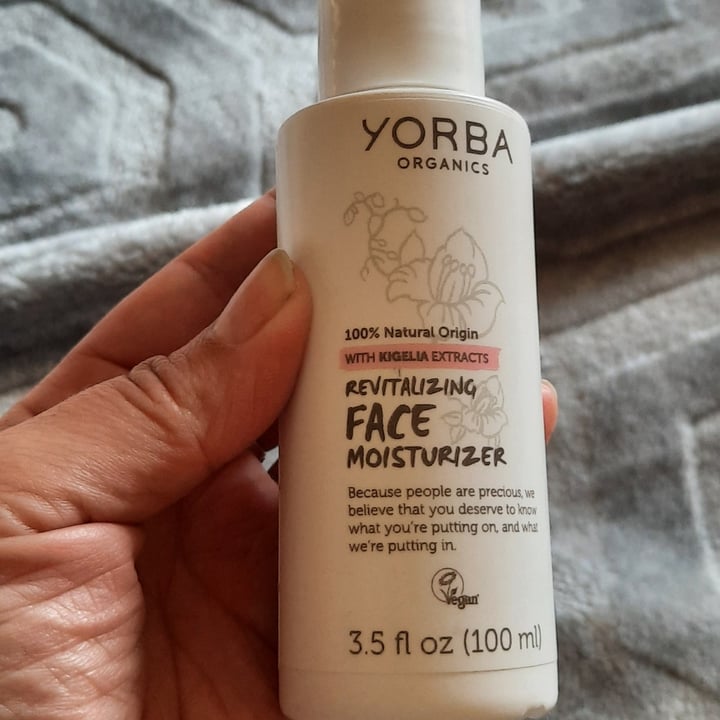 YORBA
ORGANICS
100% Natural Origin
WITH KIGELIA EXTRACTS
REVITALIZING
FACE
MOISTURIZER
Because people are precious, we
believe that you deserve to know
what you're putting on, and what
we're putting in.
Vegan
3.5 fl oz (100 ml)